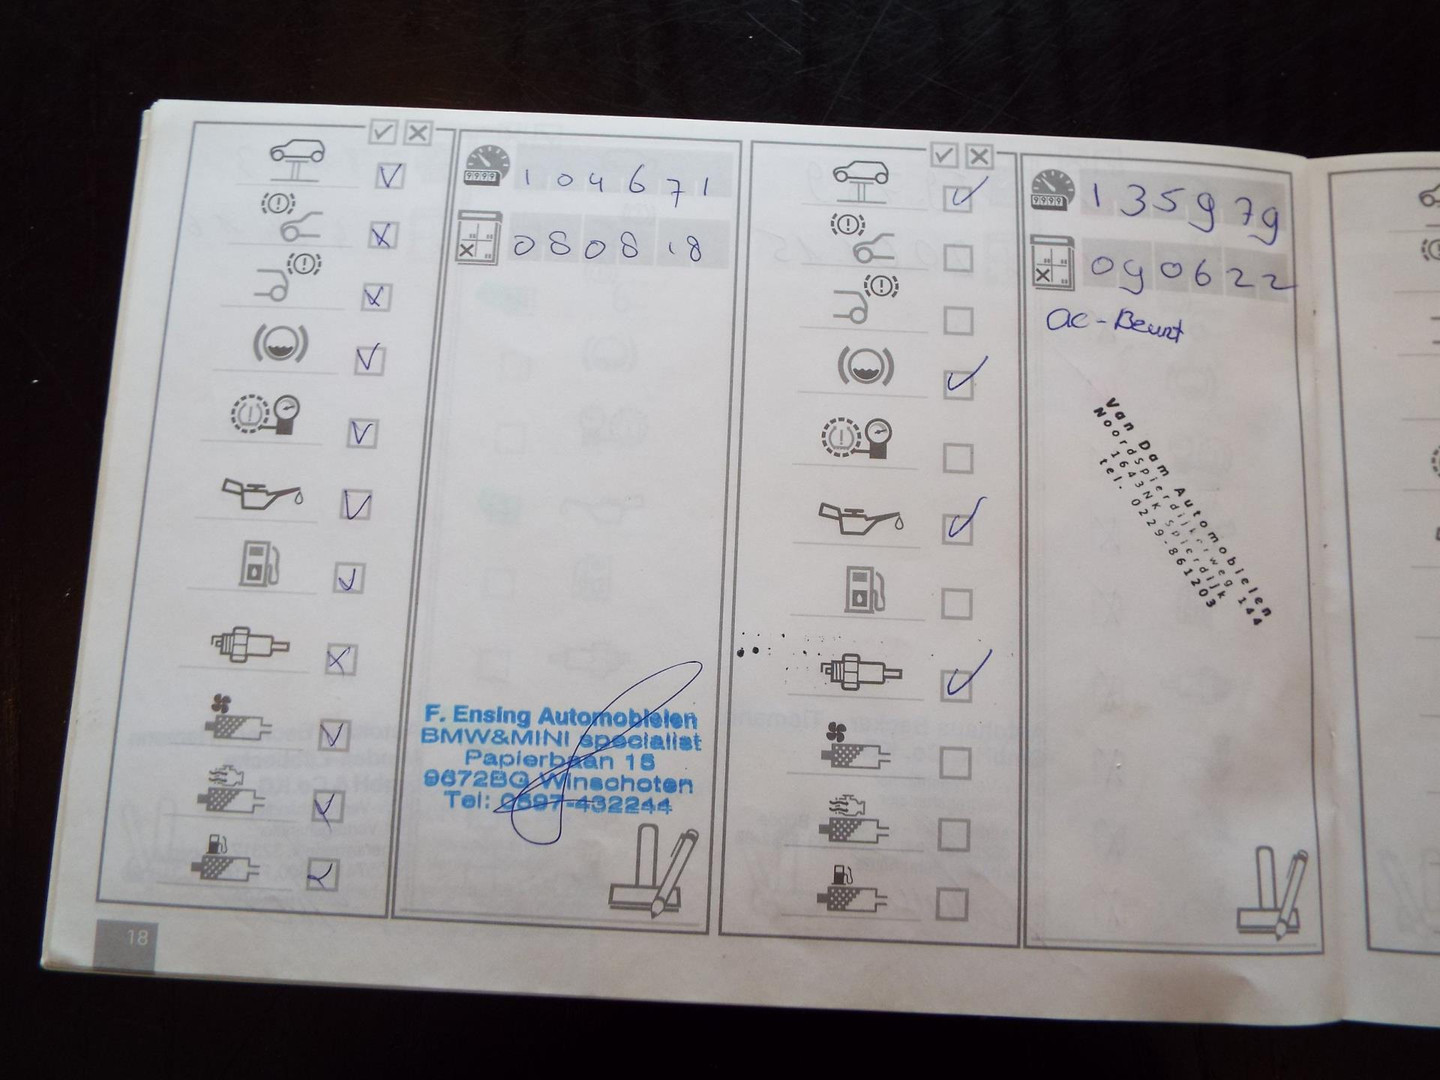 104671
080818
F. Ensing Automobielen
BMW&MINI specialist
Papierbaan 15
9672BG Winschoten
Tel: 0597-432244
18
135979
090622
ac-Beurt
Van Dam Automobielen
Noordspierdijkerweg 144
1643NK Spierdijk
tel. 0229-861203